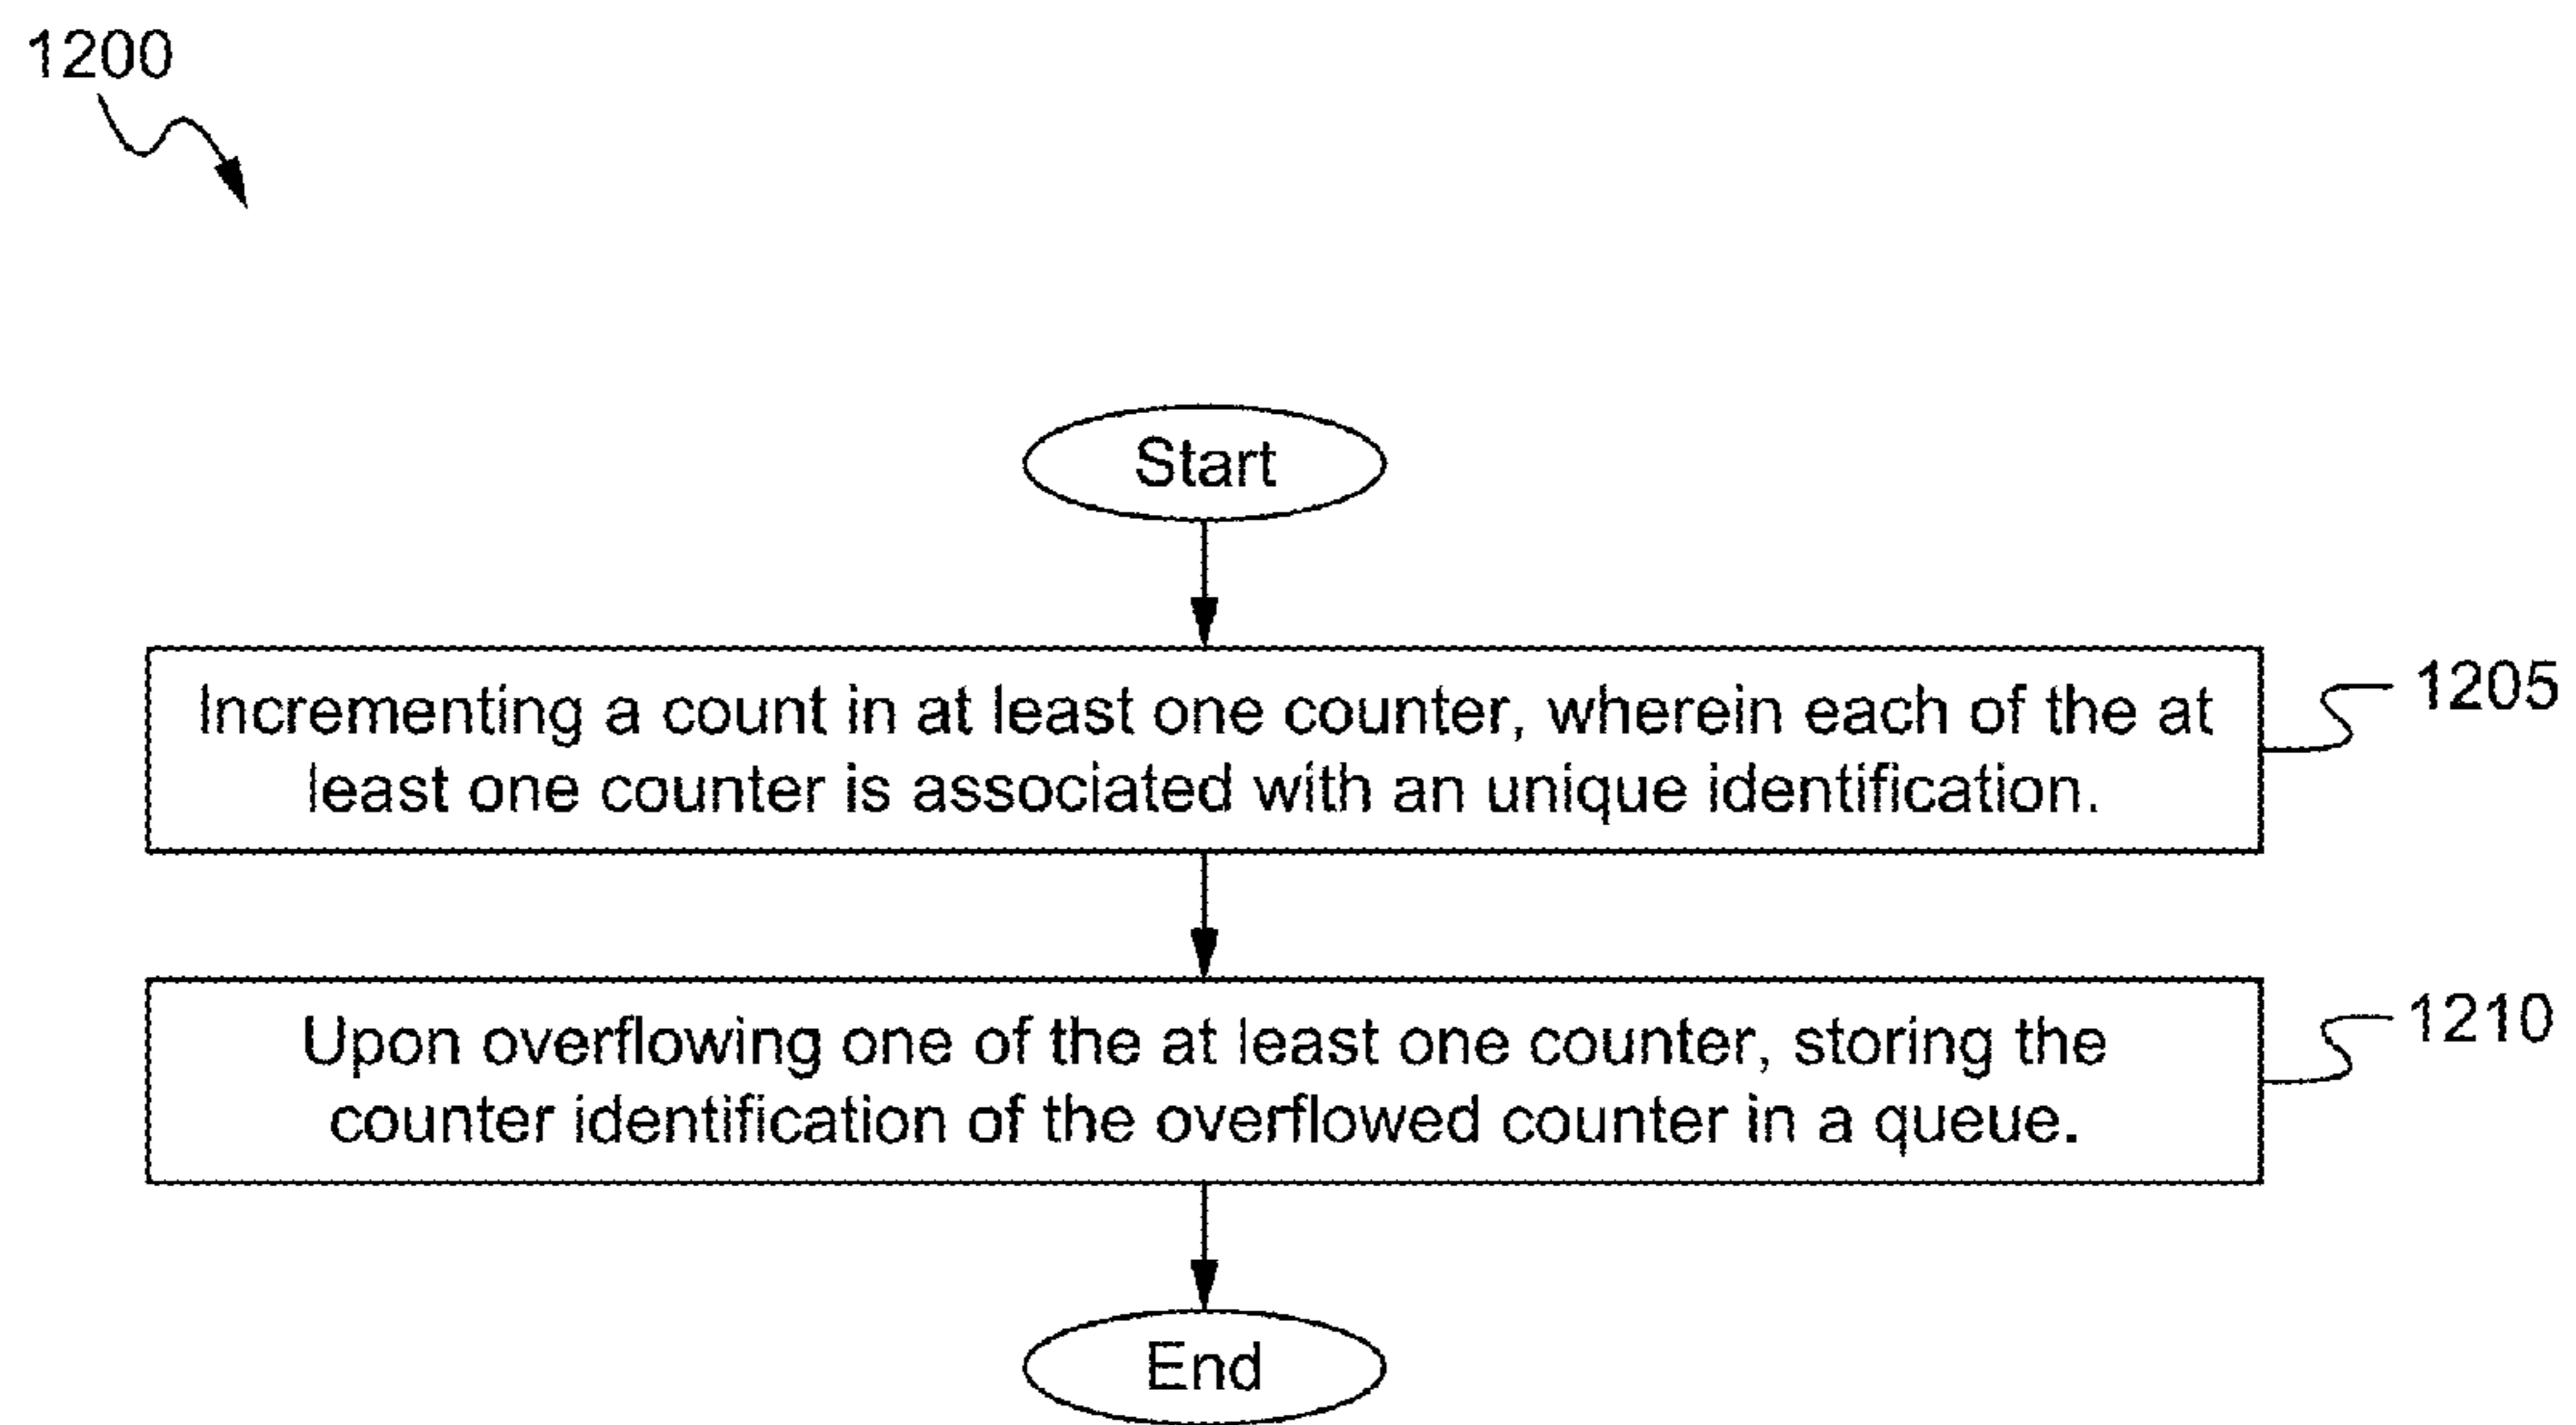 1200
Start
Incrementing a count in at least one counter, wherein each of the at
least one counter is associated with an unique identification.
1205
Upon overflowing one of the at least one counter, storing the
counter identification of the overflowed counter in a queue.
1210
End